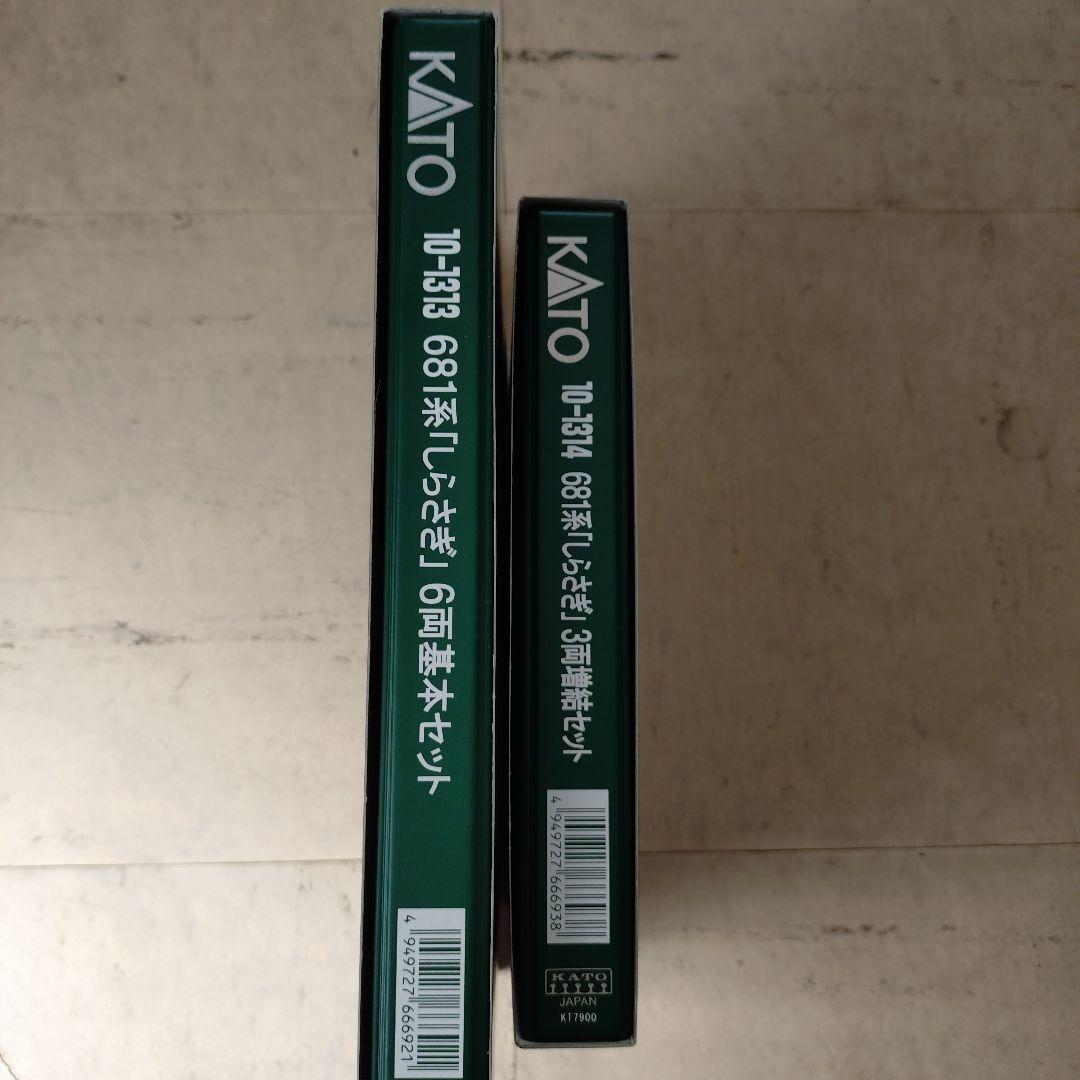 KATO 10-1313 681系「しらさぎ」 6両基本セット
4 949727 666921
KATO 10-1314 681系「しらさぎ」 3両増結セット
4 949727 666938
KATO
JAPAN
KT7900